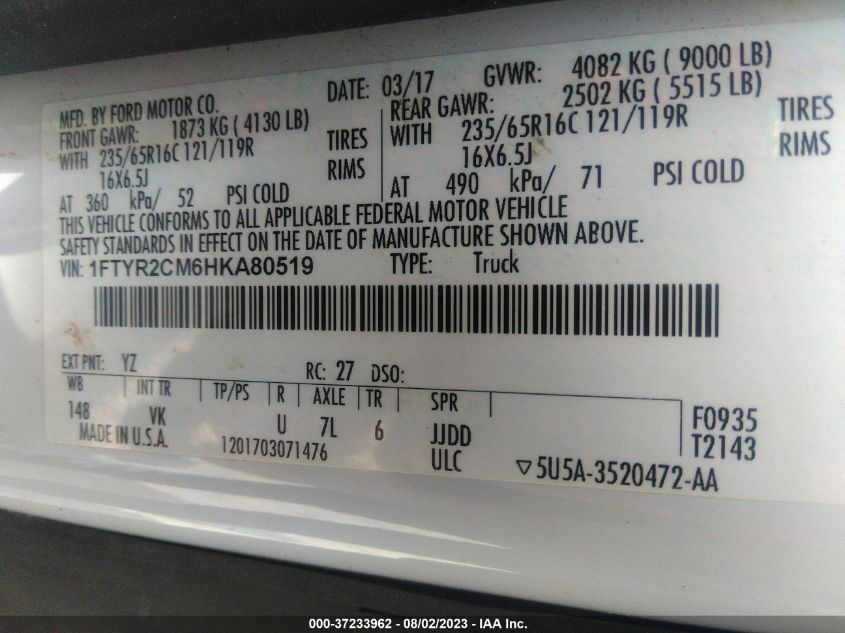 MFD. BY FORD MOTOR CO.
DATE: 03/17 GVWR: 4082 KG ( 9000 LB)
FRONT GAWR: 1873 KG ( 4130 LB)
WITH 235/65R16C 121/119R TIRES
16X6.5J RIMS
AT 360 kPa/ 52 PSI COLD
REAR GAWR: 2502 KG ( 5515 LB)
WITH 235/65R16C 121/119R TIRES
16X6.5J RIMS
AT 490 kPa/ 71 PSI COLD
THIS VEHICLE CONFORMS TO ALL APPLICABLE FEDERAL MOTOR VEHICLE
SAFETY STANDARDS IN EFFECT ON THE DATE OF MANUFACTURE SHOWN ABOVE.
VIN: 1FTYR2CM6HKA80519 TYPE: Truck
EXT PNT: YZ RC: 27 DSO:
WB INT TR TP/PS R AXLE TR SPR
148 VK U 7L 6 JJDD F0935
MADE IN U.S.A. 1201703071476 ULC T2143
▽5U5A-3520472-AA
000-37233962 - 08/02/2023 - IAA Inc.